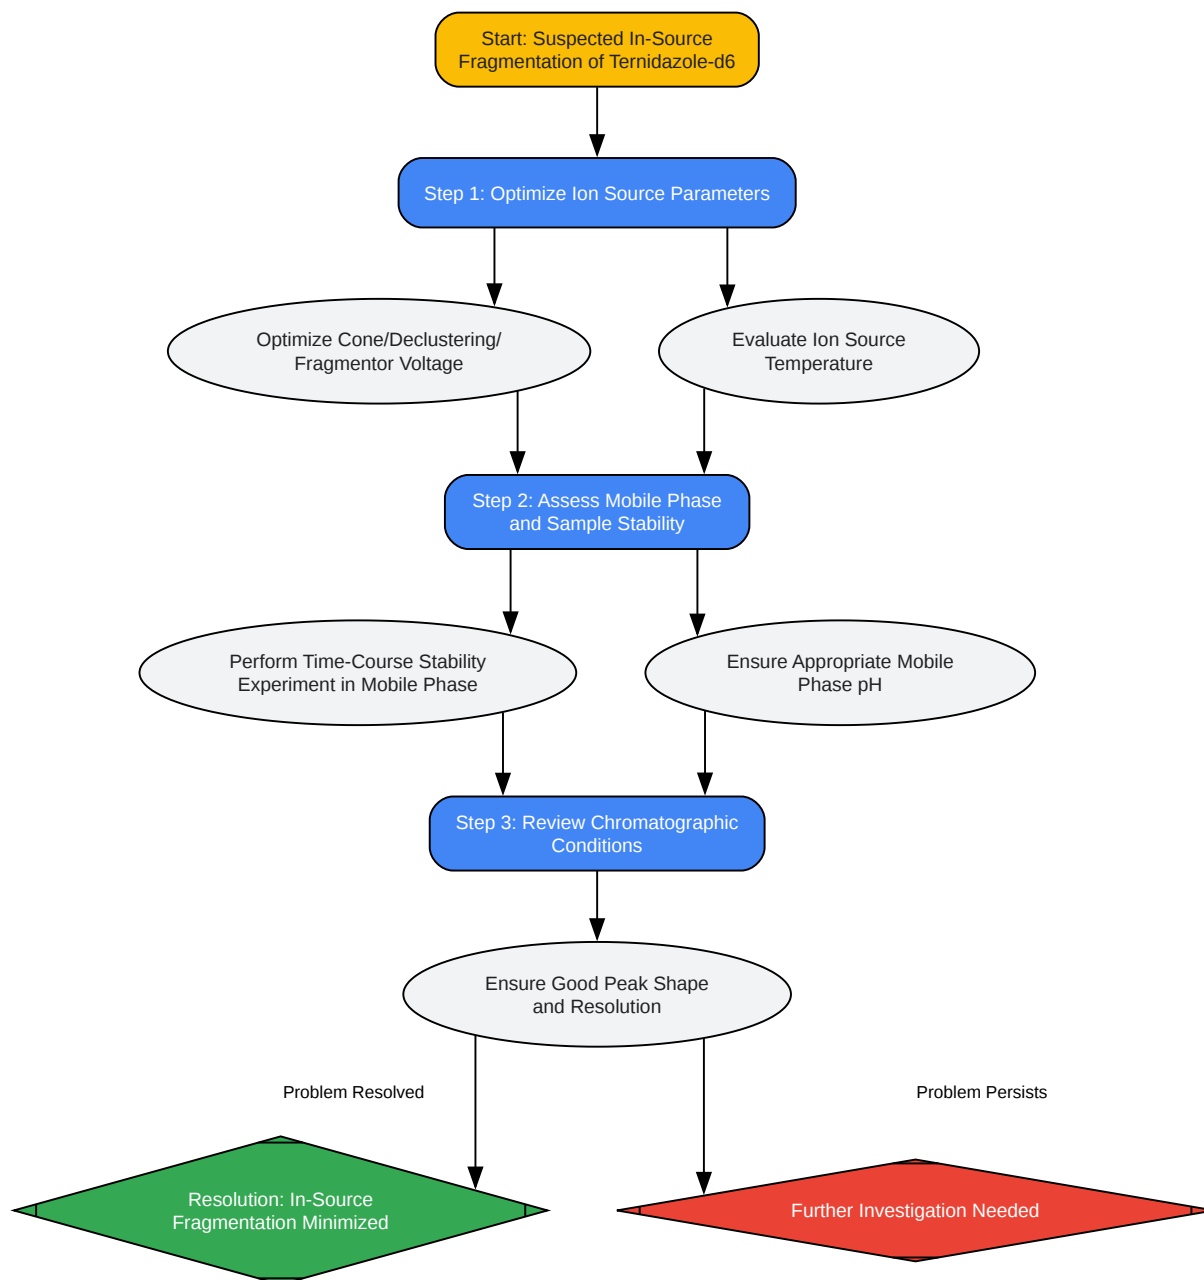 Start: Suspected In-Source
Fragmentation of Ternidazole-d6
Step 1: Optimize Ion Source Parameters
Optimize Cone/Declustering/
Fragmentor Voltage
Evaluate Ion Source
Temperature
Step 2: Assess Mobile Phase
and Sample Stability
Perform Time-Course Stability
Experiment in Mobile Phase
Ensure Appropriate Mobile
Phase pH
Step 3: Review Chromatographic
Conditions
Ensure Good Peak Shape
and Resolution
Problem Resolved
Problem Persists
Resolution: In-Source
Fragmentation Minimized
Further Investigation Needed